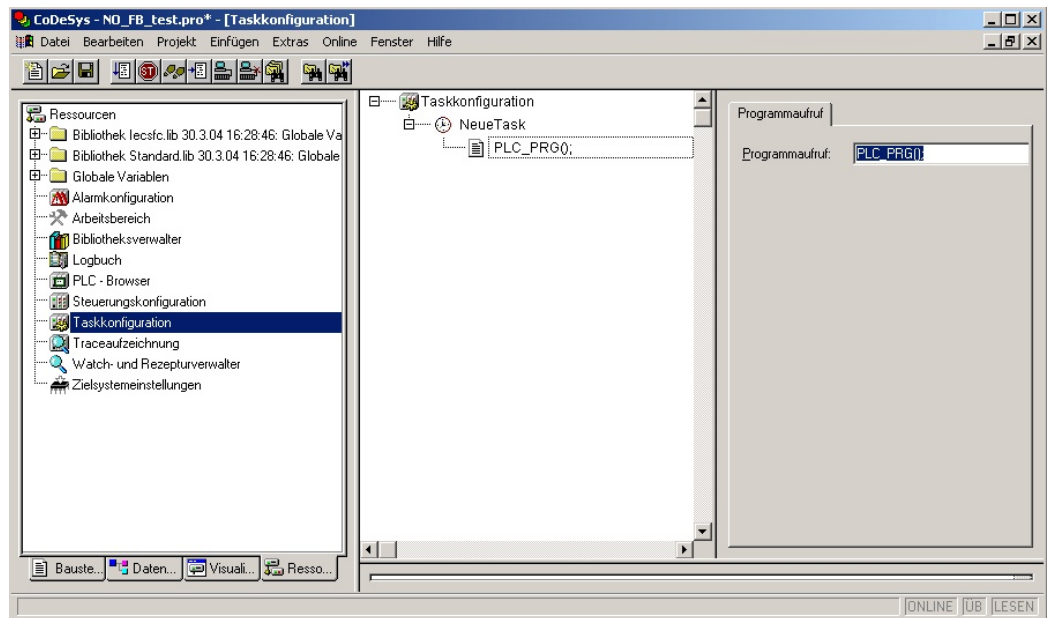 CoDeSys - NO_FB_test.pro* - [Taskkonfiguration]
Datei Bearbeiten Projekt Einfügen Extras Online Fenster Hilfe
Ressourcen
Bibliothek Iecsfc.lib 30.3.04 16:28:46: Globale Va
Bibliothek Standard.lib 30.3.04 16:28:46: Globale
Globale Variablen
Alarmkonfiguration
Arbeitsbereich
Bibliotheksverwalter
Logbuch
PLC - Browser
Steuerungskonfiguration
Taskkonfiguration
Traceaufzeichnung
Watch- und Rezepturverwalter
Zielsystemeinstellungen
Bauste... Daten... Visuali... Resso...
Taskkonfiguration
NeueTask
PLC_PRG();
Programmaufruf
Programmaufruf: PLC_PRG();
ONLINE ÜB LESEN